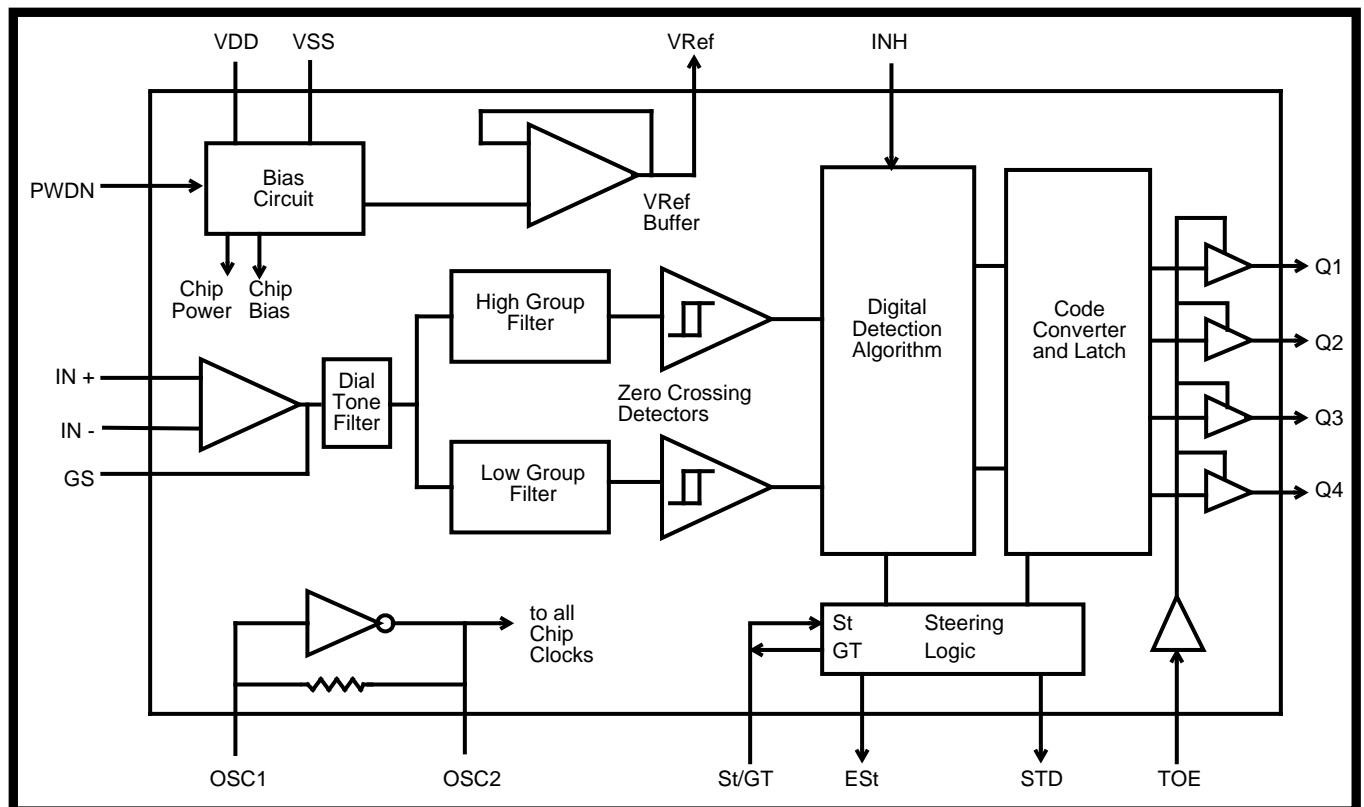 VDD
VSS
VRef
INH
PWDN
Bias
Circuit
VRef
Buffer
Chip
Power
Chip
Bias
High Group
Filter
Digital
Detection
Algorithm
Code
Converter
and Latch
Q1
Q2
Q3
Q4
IN +
IN -
GS
Dial
Tone
Filter
Zero Crossing
Detectors
Low Group
Filter
to all
Chip
Clocks
St
GT
Steering
Logic
OSC1
OSC2
St/GT
ESt
STD
TOE